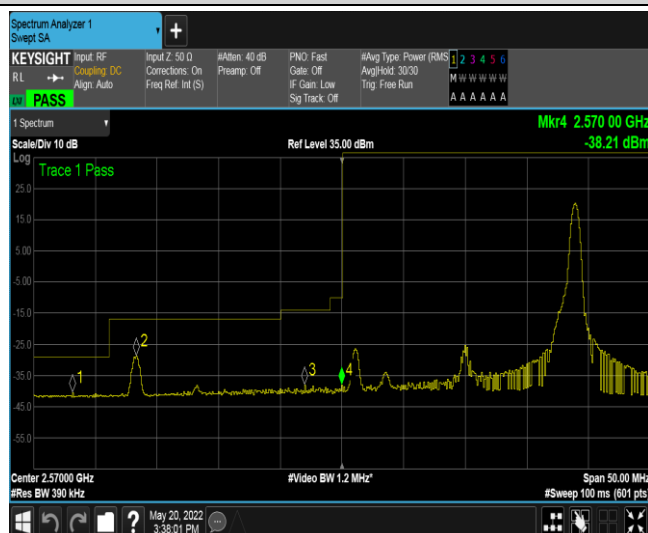 Spectrum Analyzer 1
Swept SA
+
KEYSIGHT Input: RF Input Z: 50 Ω #Atten: 40 dB PNO: Fast #Avg Type: Power (RMS 1 2 3 4 5 6
RL Coupling: DC Corrections: On Preamp: Off Gate: Off Avg|Hold: 30/30 M W W W W W
Align: Auto Freq Ref: Int (S) IF Gain: Low Trig: Free Run
LW PASS Sig Track: Off A A A A A A
1 Spectrum Mkr4 2.570 00 GHz
Scale/Div 10 dB Ref Level 35.00 dBm -38.21 dBm
Log
Trace 1 Pass
25.0
15.0
5.00
-5.00
-15.0
-25.0
2
-35.0
1
3
4
-45.0
-55.0
Center 2.57000 GHz #Video BW 1.2 MHz* Span 50.00 MHz
#Res BW 390 kHz #Sweep 100 ms (601 pts)
? May 20, 2022
3:38:01 PM